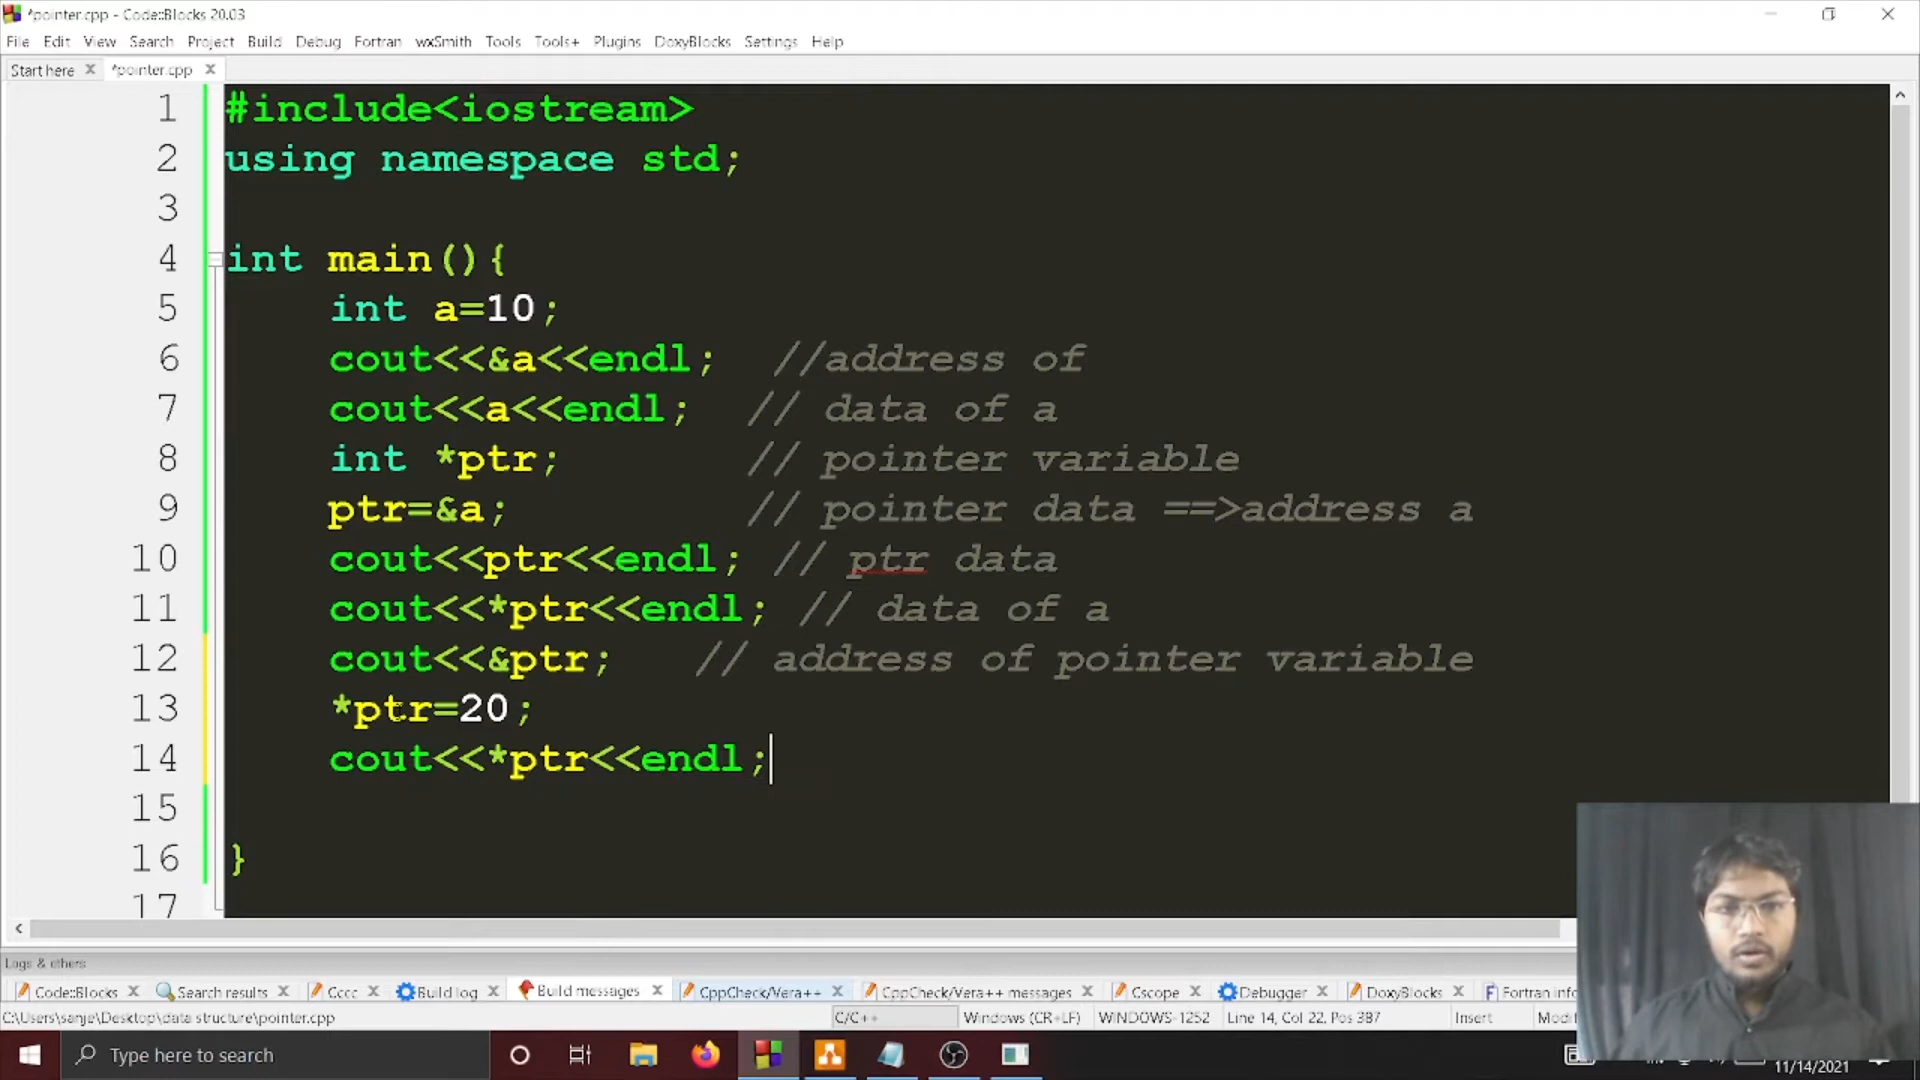 *pointer.cpp - Code::Blocks 20.03
File Edit View Search Project Build Debug Fortran wxSmith Tools Tools+ Plugins DoxyBlocks Settings Help
Start here *pointer.cpp
1 #include<iostream>
2 using namespace std;
3
4 int main(){
5 int a=10;
6 cout<<&a<<endl; //address of
7 cout<<a<<endl; // data of a
8 int *ptr; // pointer variable
9 ptr=&a; // pointer data ==>address a
10 cout<<ptr<<endl; // ptr data
11 cout<<*ptr<<endl; // data of a
12 cout<<&ptr; // address of pointer variable
13 *ptr=20;
14 cout<<*ptr<<endl;
15
16 }
17
Logs & others
Code::Blocks Search results Cccc Build log Build messages CppCheck/Vera++ CppCheck/Vera++ messages Cscope Debugger DoxyBlocks Fortran info
C:\Users\sanje\Desktop\data structure\pointer.cpp C/C++ Windows (CR+LF) WINDOWS-1252 Line 14, Col 22, Pos 387 Insert Modi
Type here to search
11/14/2021